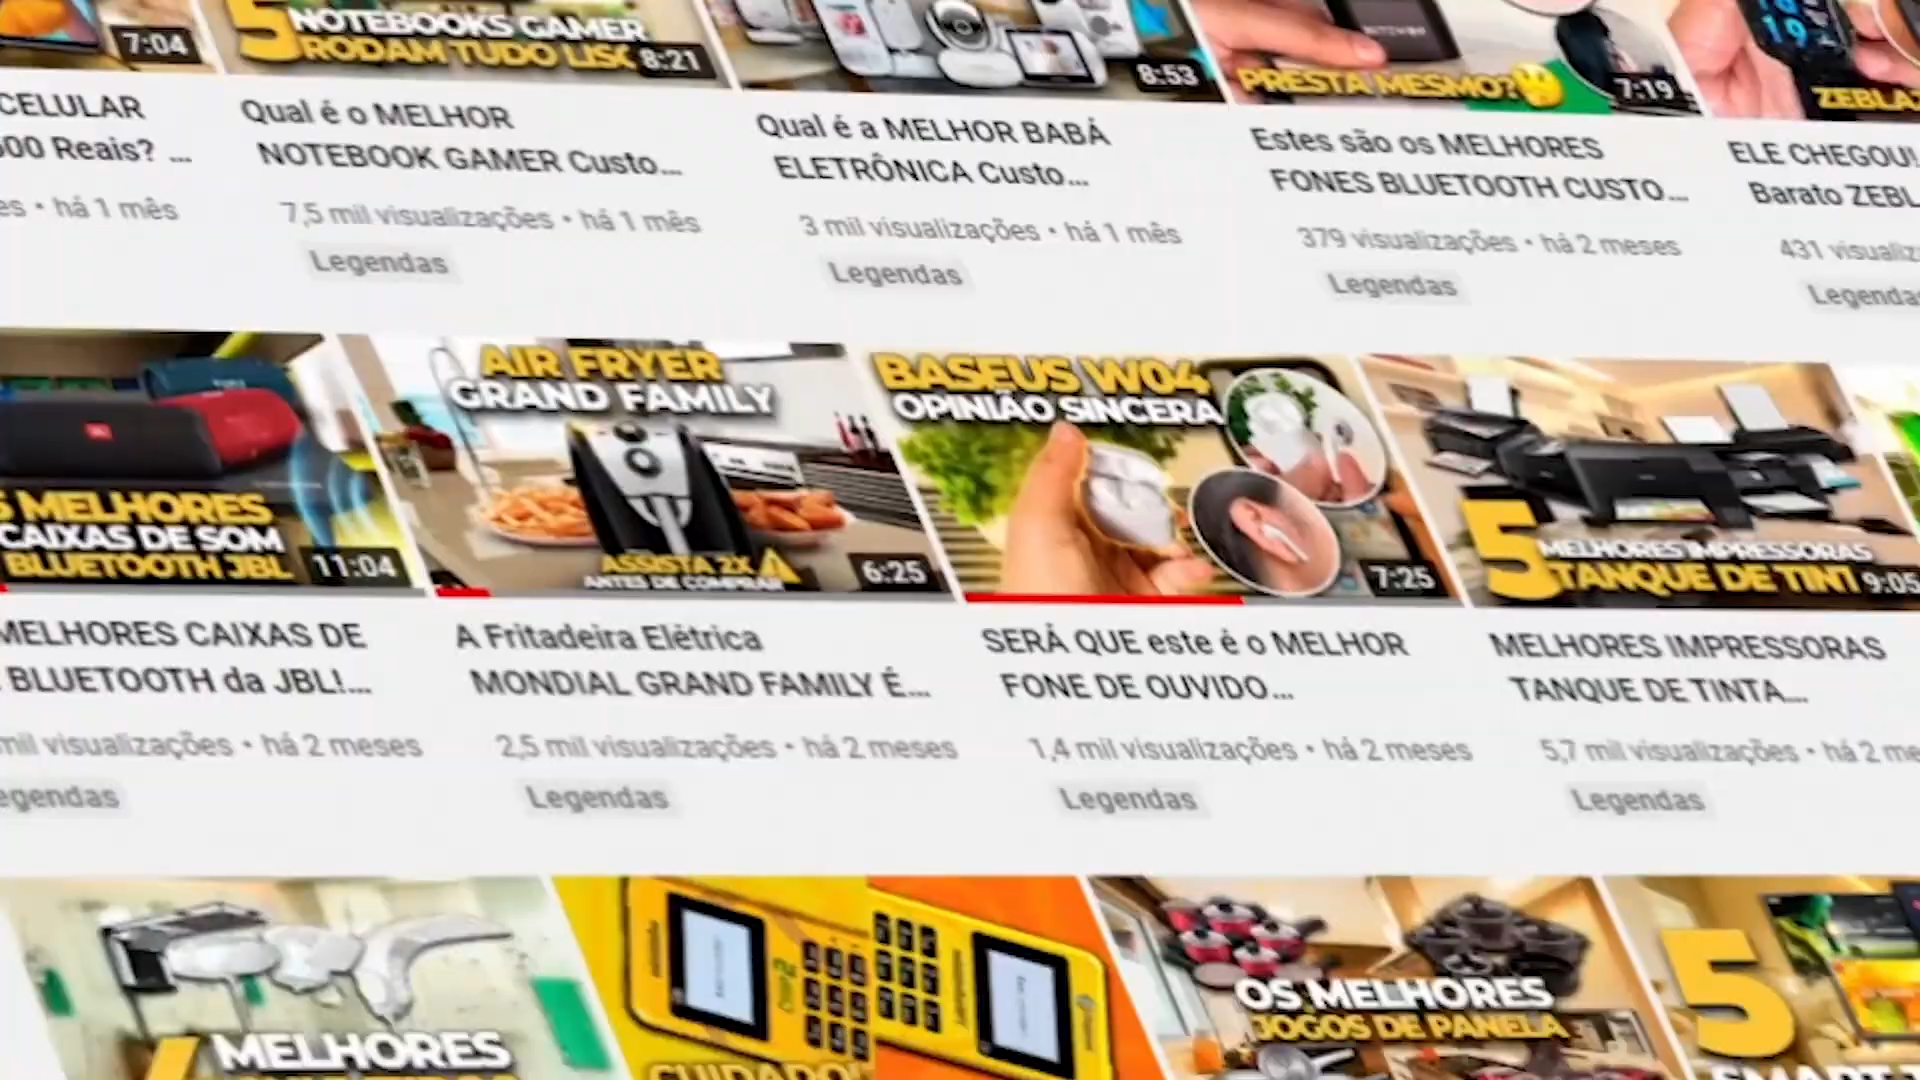 7:04
5 NOTEBOOKS GAMER
RODAM TUDO LISO
8:21
8:53
PRESTA MESMO?
7:19
CELULAR
Reais? ...
es • há 1 mês
Qual é o MELHOR
NOTEBOOK GAMER Custo...
7,5 mil visualizações • há 1 mês
Legendas
Qual é a MELHOR BABÁ
ELETRÔNICA Custo...
3 mil visualizações • há 1 mês
Legendas
Estes são os MELHORES
FONES BLUETOOTH CUSTO...
379 visualizações • há 2 meses
Legendas
ELE CHEGOU!
Barato ZEBL
431 visualiz
Legenda
5 MELHORES
CAIXAS DE SOM
BLUETOOTH JBL
11:04
AIR FRYER
GRAND FAMILY
ASSISTA 2X
ANTES DE COMPRAR
6:25
BASEUS W04
OPINIÃO SINCERA
7:25
5 MELHORES IMPRESSORAS
TANQUE DE TINT
9:05
MELHORES CAIXAS DE
BLUETOOTH da JBL!...
mil visualizações • há 2 meses
egendas
A Fritadeira Elétrica
MONDIAL GRAND FAMILY É...
2,5 mil visualizações • há 2 meses
Legendas
SERÁ QUE este é o MELHOR
FONE DE OUVIDO...
1,4 mil visualizações • há 2 meses
Legendas
MELHORES IMPRESSORAS
TANQUE DE TINTA...
5,7 mil visualizações • há 2 me
Legendas
MELHORES
CUIDADO!
OS MELHORES
JOGOS DE PANELA
5